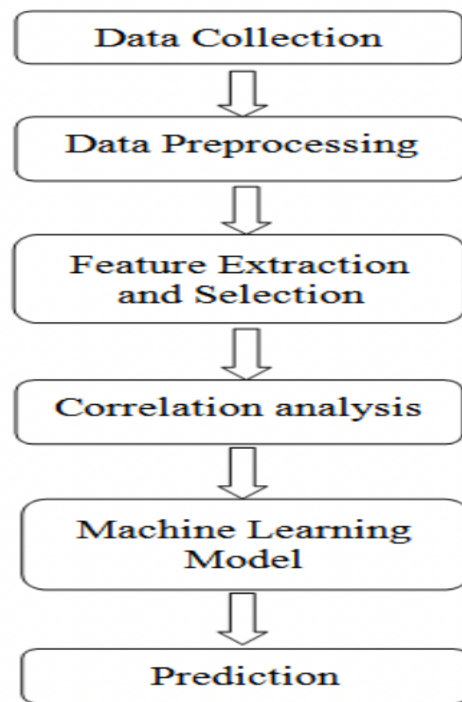 Data Collection
Data Preprocessing
Feature Extraction
and Selection
Correlation analysis
Machine Learning
Model
Prediction